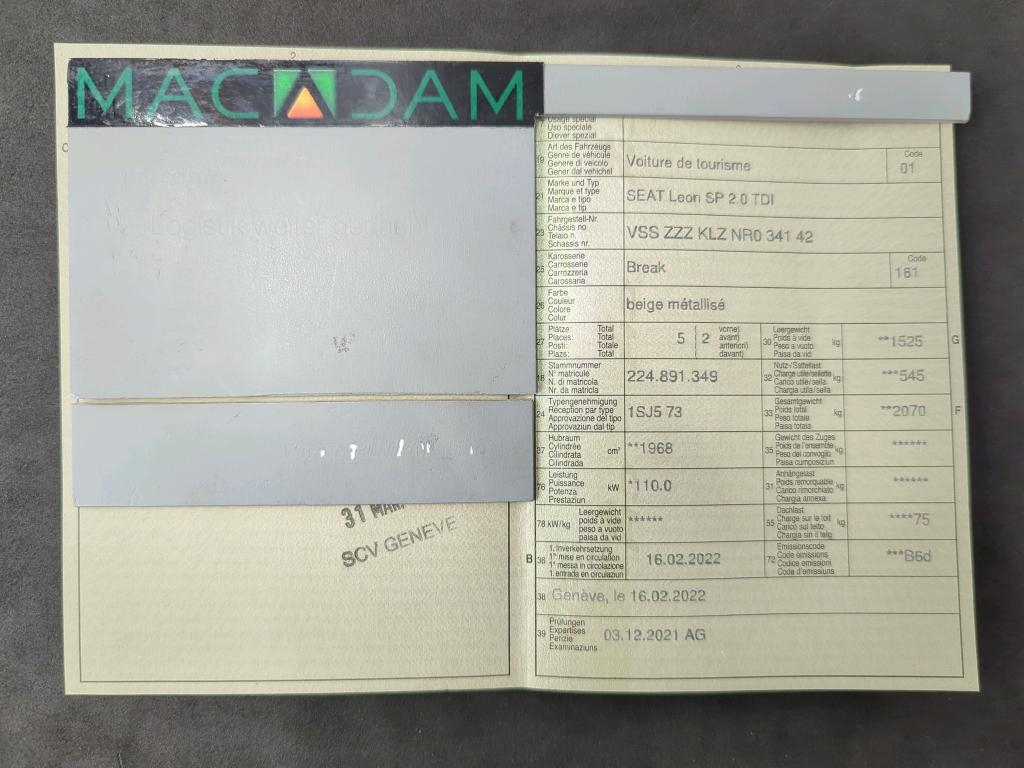 MACADAM
Uso speciale
Diever spezial
19 Art des Fahrzeugs
Genre de véhicule
Genere di veicolo
Gener dal vehichel
Voiture de tourisme
Code
01
21 Marke und Typ
Marque et type
Marca e tipo
Marca e tip
SEAT Leon SP 2.0 TDI
23 Fahrgestell-Nr.
Châssis no
Telaio n.
Schassis nr.
VSS ZZZ KLZ NR0 341 42
25 Karosserie
Carrosserie
Carrozzeria
Carossaria
Break
Code
161
26 Farbe
Couleur
Colore
Colur
beige métallisé
27 Plätze: Total
Places: Total
Posti: Totale
Plazs: Total
5 2
vorne)
avant)
anteriori)
davant)
30 Leergewicht
Poids à vide
Peso a vuoto
Paisa da vid
kg
**1525
G
18 Stammnummer
N° matricule
N. di matricola
Nr. da matricla
224.891.349
32 Nutz-/Sattellast
Charge utile/sellette
Carico utile/sella
Chargia utila/sella
kg
***545
24 Typengenehmigung
Réception par type
Approvazione del tipo
Approvaziun dal tip
1SJ5 73
33 Gesamtgewicht
Poids total
Peso totale
Paisa totala
kg
**2070
F
37 Hubraum
Cylindrée
Cilindrata
Cilindrada
cm³
**1968
35 Gewicht des Zuges
Poids de l'ensemble
Peso del convoglio
Paisa cumposiziun
kg
******
76 Leistung
Puissance
Potenza
Prestaziun
kW
*110.0
31 Anhängelast
Poids remorquable
Carico rimorchiato
Chargia annexa
kg
******
78 kW/kg
Leergewicht
poids à vide
peso a vuoto
paisa da vid
******
55 Dachlast
Charge sur le toit
Carico sul tetto
Chargia sin il tetg
kg
****75
B 36 1. Inverkehrsetzung
1re mise en circulation
1a messa in circolazione
1. entrada en circulaziun
16.02.2022
72 Emissionscode
Code émissions
Codice emissioni
Code d'emissiuns
***B6d
38 Genève, le 16.02.2022
39 Prüfungen
Expertises
Perizie
Examinaziuns
03.12.2021 AG
31 MAR
SCV GENEVE